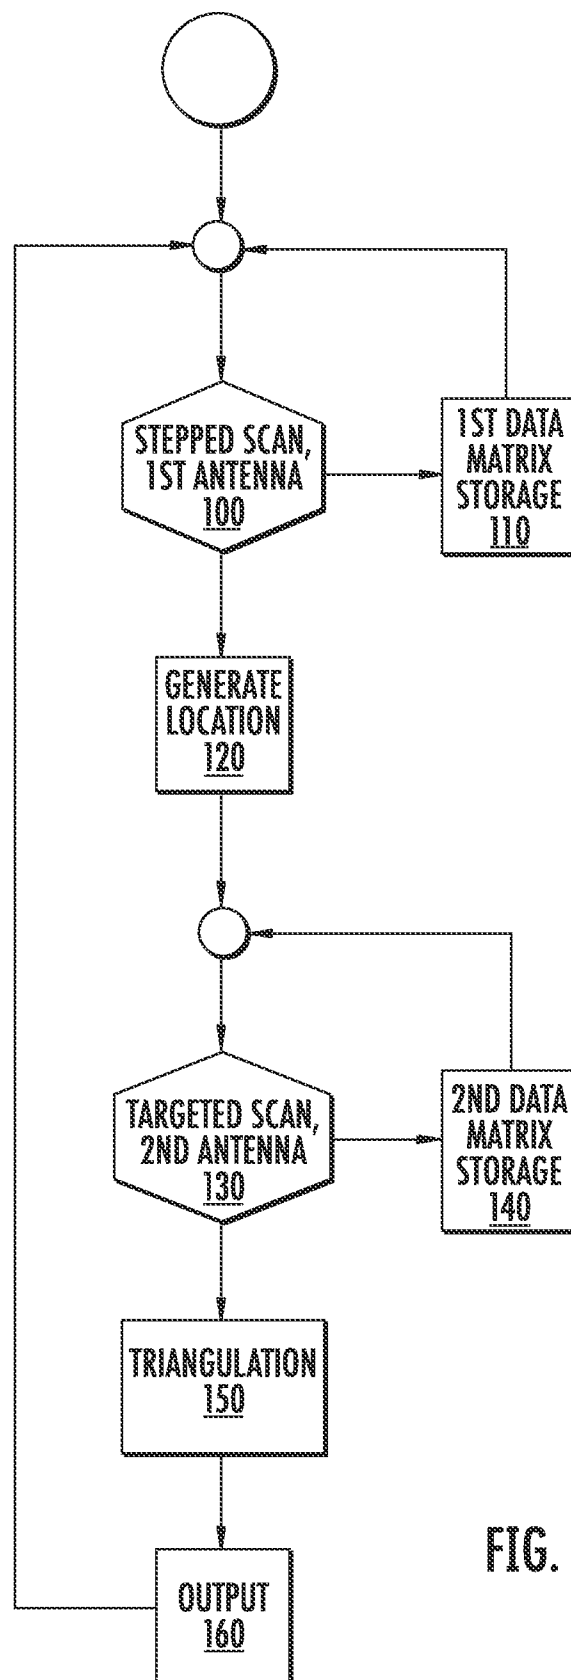 STEPPED SCAN,
1ST ANTENNA
100
1ST DATA
MATRIX
STORAGE
110
GENERATE
LOCATION
120
TARGETED SCAN,
2ND ANTENNA
130
2ND DATA
MATRIX
STORAGE
140
TRIANGULATION
150
OUTPUT
160
FIG.